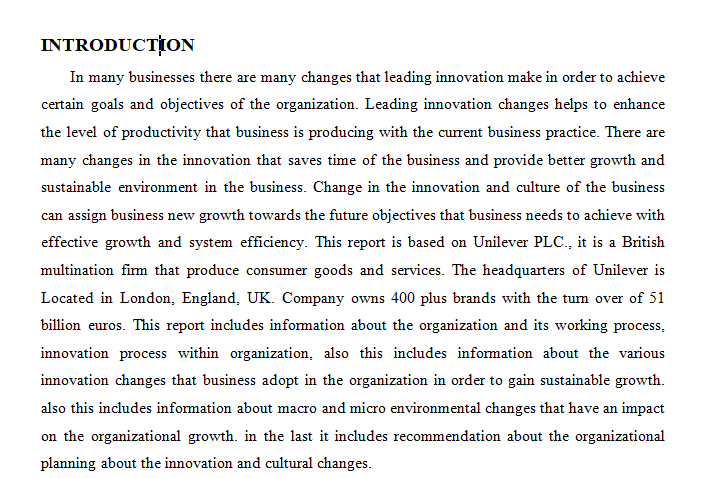 INTRODUCTION
In many businesses there are many changes that leading innovation make in order to achieve
certain goals and objectives of the organization. Leading innovation changes helps to enhance
the level of productivity that business is producing with the current business practice. There are
many changes in the innovation that saves time of the business and provide better growth and
sustainable environment in the business. Change in the innovation and culture of the business
can assign business new growth towards the future objectives that business needs to achieve with
effective growth and system efficiency. This report is based on Unilever PLC., it is a British
multination firm that produce consumer goods and services. The headquarters of Unilever is
Located in London, England, UK. Company owns 400 plus brands with the turn over of 51
billion euros. This report includes information about the organization and its working process,
innovation process within organization, also this includes information about the various
innovation changes that business adopt in the organization in order to gain sustainable growth.
also this includes information about macro and micro environmental changes that have an impact
on the organizational growth. in the last it includes recommendation about the organizational
planning about the innovation and cultural changes.